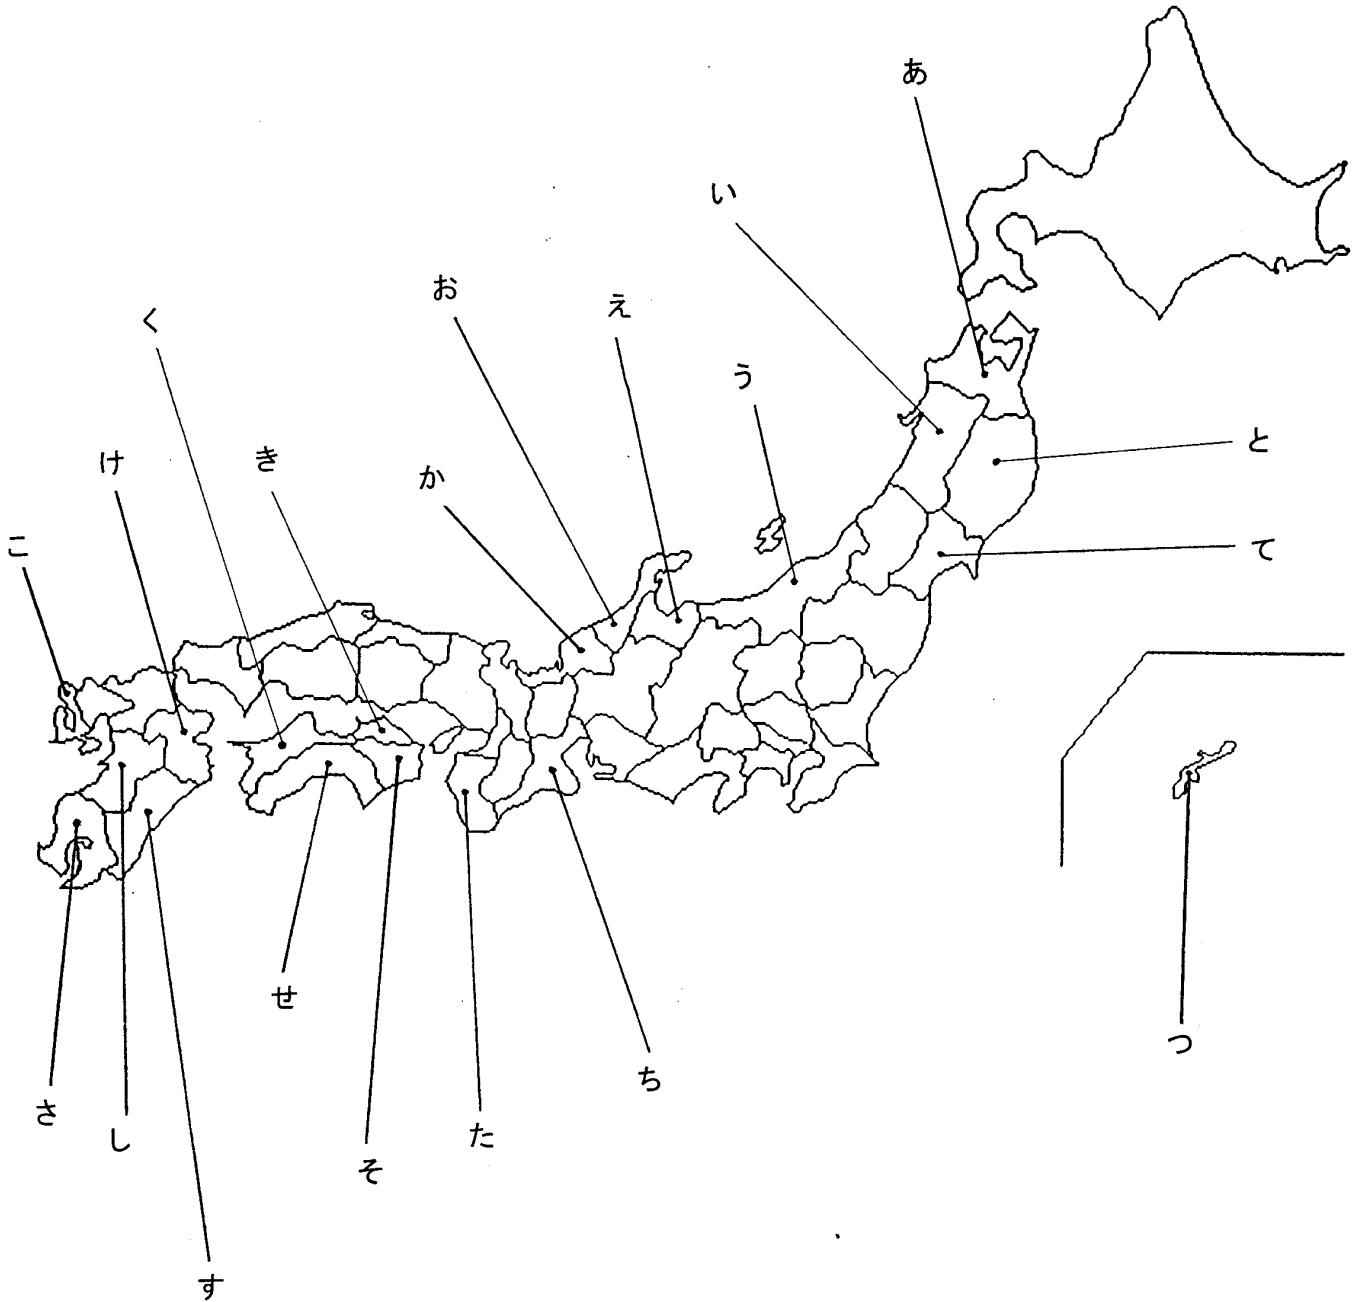 あ
い
お
え
く
う
と
け
き
か
こ
て
せ
つ
ち
さ
た
し
そ
す